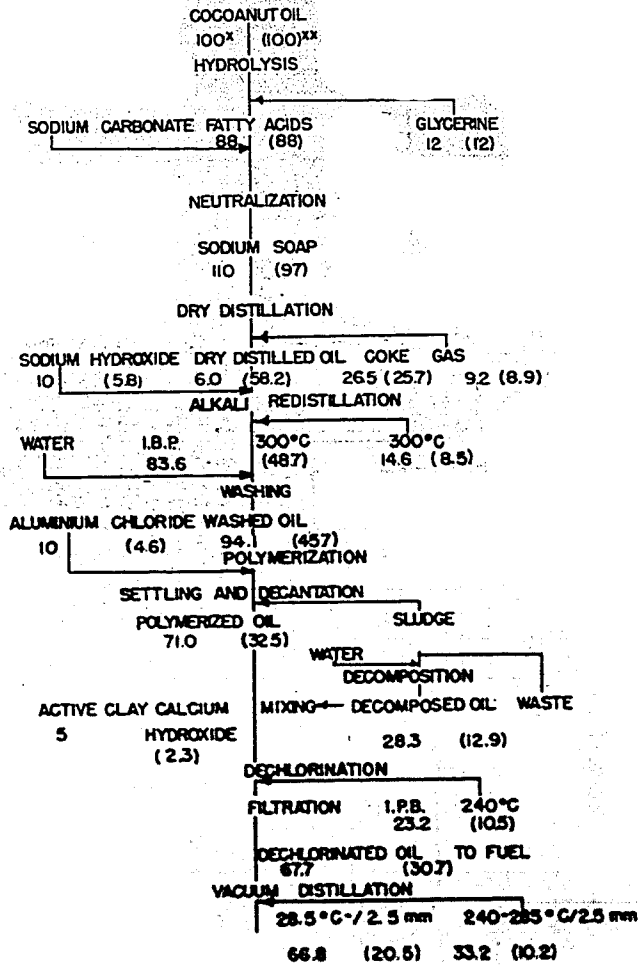 COCOANUT OIL
100x (100)xx
HYDROLYSIS
SODIUM CARBONATE FATTY ACIDS GLYCERINE
88 (88) 12 (12)
NEUTRALIZATION
SODIUM SOAP
110 (97)
DRY DISTILLATION
SODIUM HYDROXIDE DRY DISTILLED OIL COKE GAS
10 (5.8) 6.0 (58.2) 26.5 (25.7) 9.2 (8.9)
ALKALI REDISTILLATION
WATER I.B.P. 300°C 300°C
83.6 (48.7) 14.6 (8.5)
WASHING
ALUMINIUM CHLORIDE WASHED OIL
10 (4.6) 94.1 (457)
POLYMERIZATION
SETTLING AND DECANTATION
POLYMERIZED OIL SLUDGE
71.0 (32.5)
WATER
DECOMPOSITION
ACTIVE CLAY CALCIUM MIXING DECOMPOSED OIL WASTE
5 HYDROXIDE 28.3 (12.9)
(2.3)
DECHLORINATION
FILTRATION I.P.B. 240°C
23.2 (10.5)
DECHLORINATED OIL TO FUEL
67.7 (30.7)
VACUUM DISTILLATION
28.5°C-/2.5 mm 240-285°C/2.5 mm
66.8 (20.5) 33.2 (10.2)